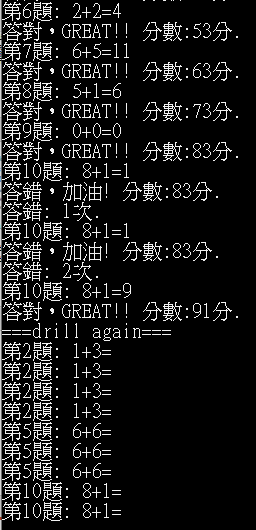 第6題: 2+2=4
答對，GREAT!! 分數:53分.
第7題: 6+5=11
答對，GREAT!! 分數:63分.
第8題: 5+1=6
答對，GREAT!! 分數:73分.
第9題: 0+0=0
答對，GREAT!! 分數:83分.
第10題: 8+1=1
答錯，加油! 分數:83分.
答錯: 1次.
第10題: 8+1=1
答錯，加油! 分數:83分.
答錯: 2次.
第10題: 8+1=9
答對，GREAT!! 分數:91分.
===drill again===
第2題: 1+3=
第2題: 1+3=
第2題: 1+3=
第2題: 1+3=
第5題: 6+6=
第5題: 6+6=
第5題: 6+6=
第10題: 8+1=
第10題: 8+1=